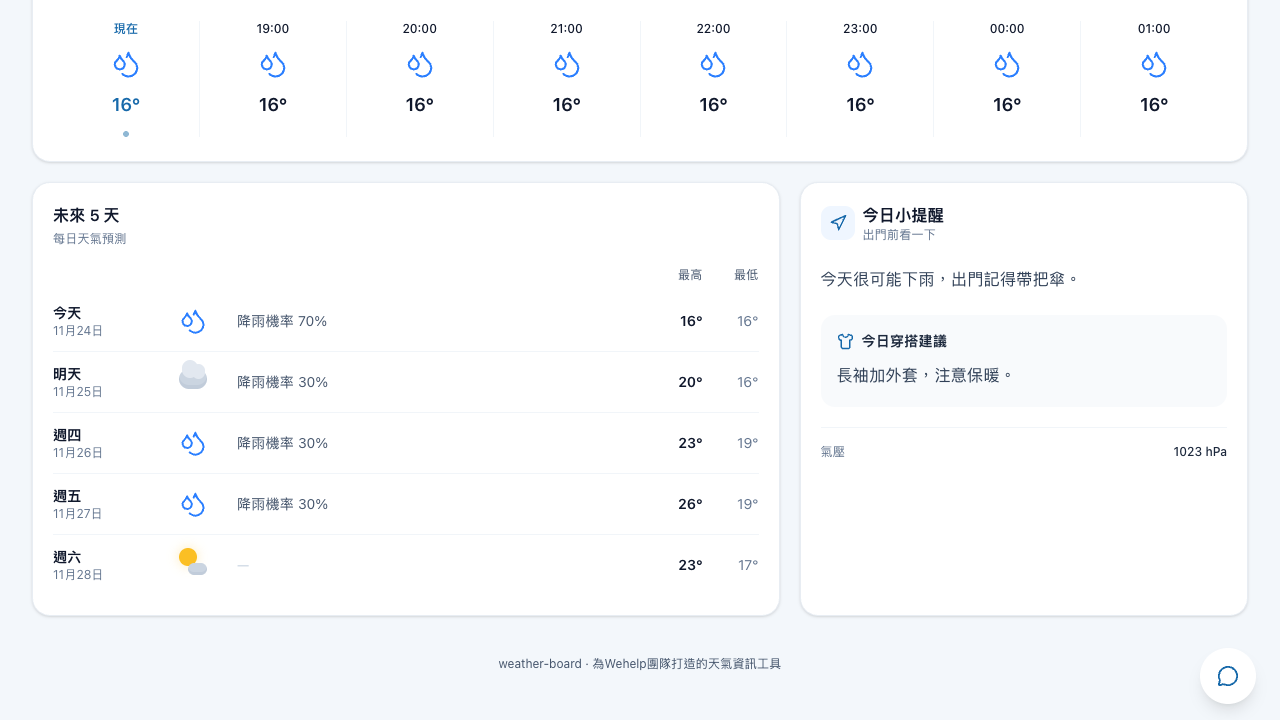 現在 19:00 20:00 21:00 22:00 23:00 00:00 01:00
16° 16° 16° 16° 16° 16° 16° 16°
未來 5 天
每日天氣預測
最高 最低
今天
11月24日
降雨機率 70% 16° 16°
明天
11月25日
降雨機率 30% 20° 16°
週四
11月26日
降雨機率 30% 23° 19°
週五
11月27日
降雨機率 30% 26° 19°
週六
11月28日
— 23° 17°
今日小提醒
出門前看一下
今天很可能下雨，出門記得帶把傘。
今日穿搭建議
長袖加外套，注意保暖。
氣壓 1023 hPa
weather-board · 為Wehelp團隊打造的天氣資訊工具